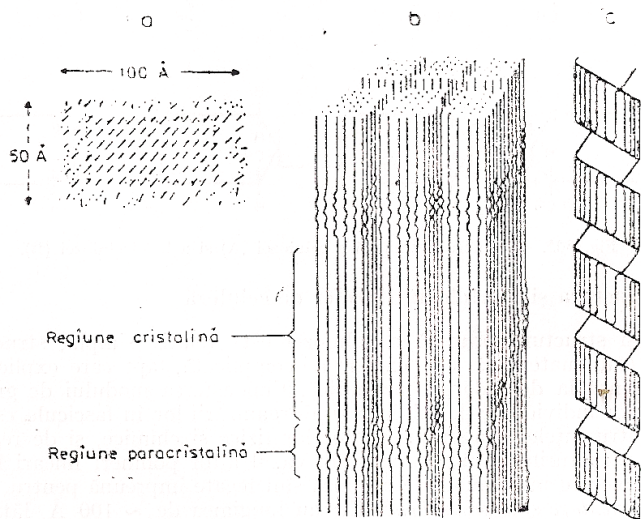 a b c
100 Å
50 Å
Regiune cristalină
Regiune paracristalină